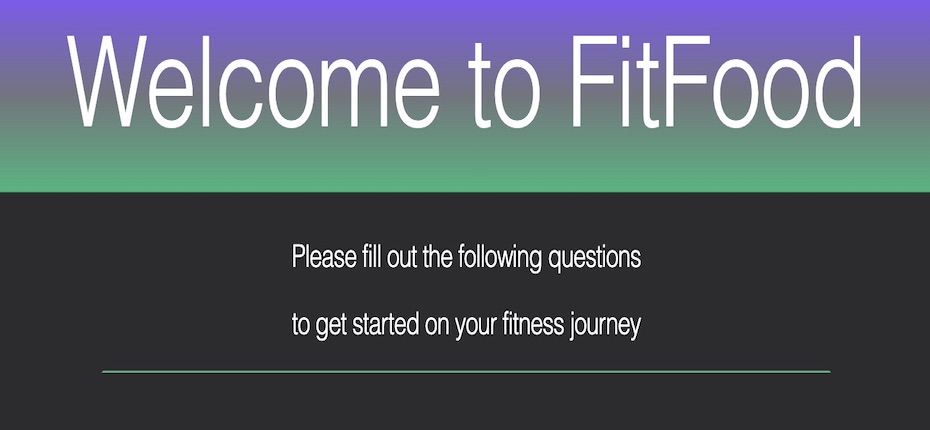 Welcome to FitFood
Please fill out the following questions
to get started on your fitness journey